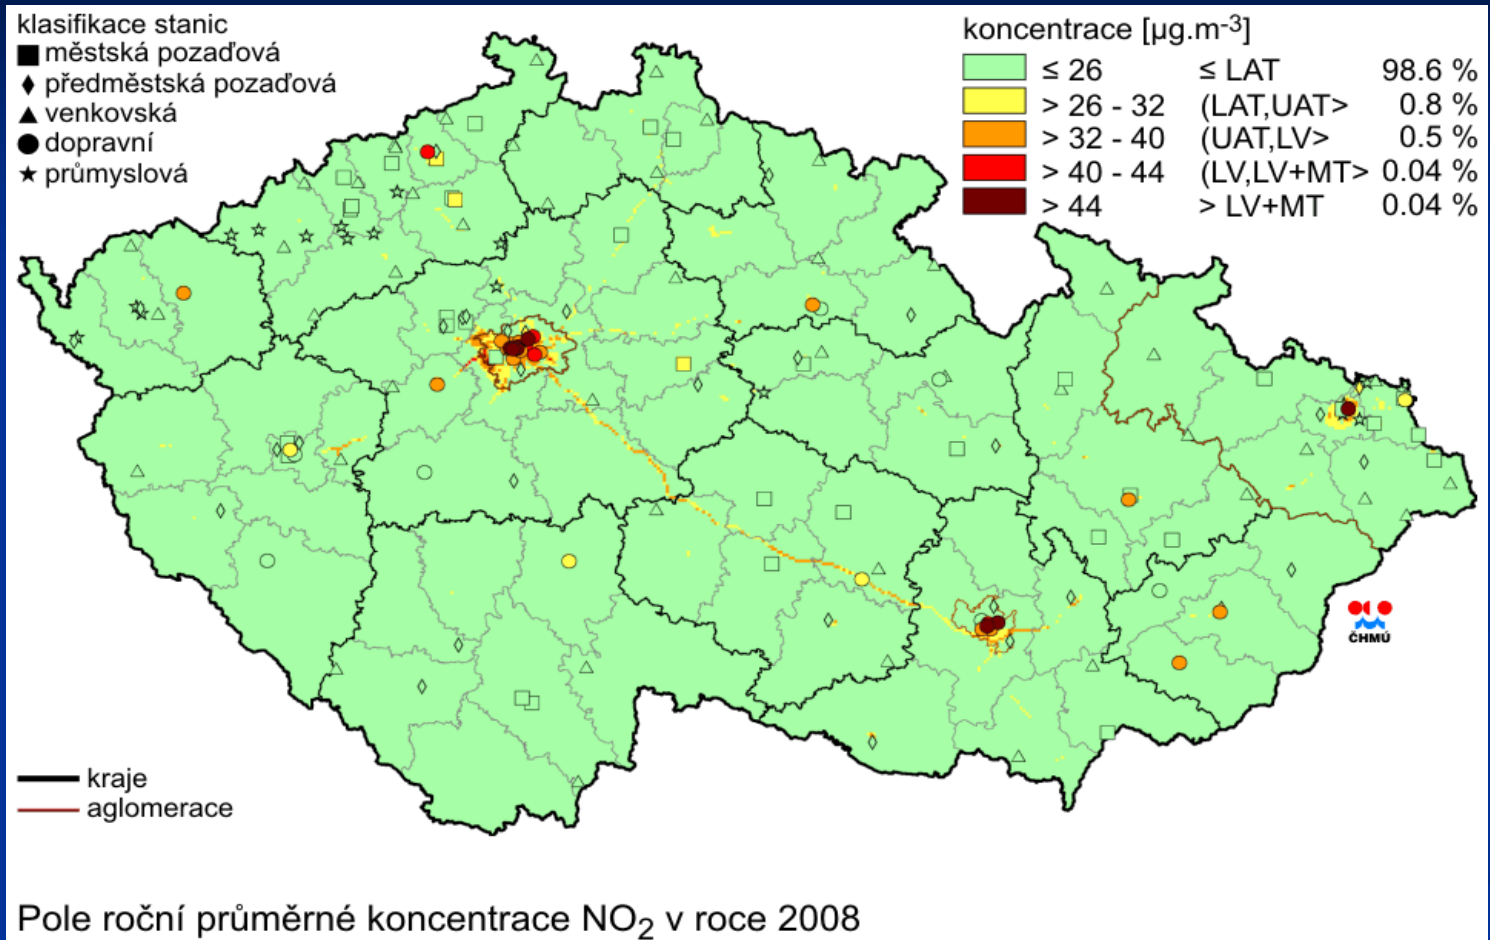 klasifikace stanic
městská pozaďová
předměstská pozaďová
venkovská
dopravní
průmyslová
koncentrace [µg.m-3]
≤ 26 ≤ LAT 98.6 %
> 26 - 32 (LAT,UAT> 0.8 %
> 32 - 40 (UAT,LV> 0.5 %
> 40 - 44 (LV,LV+MT> 0.04 %
> 44 > LV+MT 0.04 %
ČHMÚ
kraje
aglomerace
Pole roční průměrné koncentrace NO2 v roce 2008